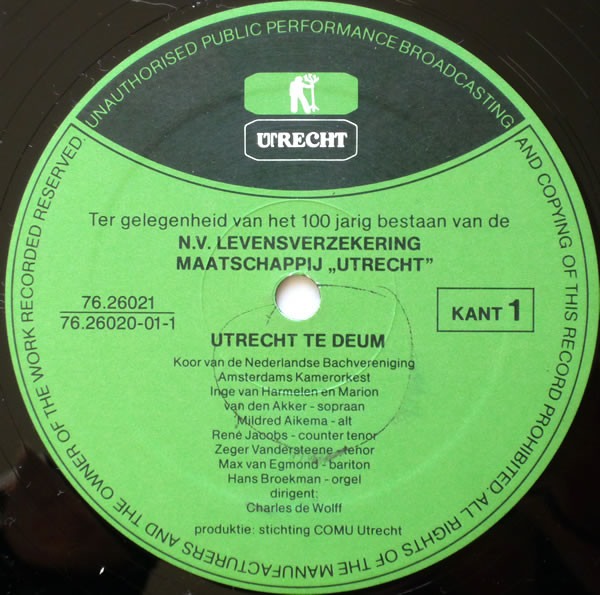 UNAUTHORISED PUBLIC PERFORMANCE BROADCASTING AND COPYING OF THIS RECORD PROHIBITED. ALL RIGHTS OF THE MANUFACTURERS AND THE OWNER OF THE WORK RECORDED RESERVED.
UTRECHT
Ter gelegenheid van het 100 jarig bestaan van de
N.V. LEVENSVERZEKERING
MAATSCHAPPIJ „UTRECHT”
76.26021
76.26020-01-1
KANT 1
UTRECHT TE DEUM
Koor van de Nederlandse Bachvereniging
Amsterdams Kamerorkest
Inge van Harmelen en Marion
van den Akker - sopraan
Mildred Aikema - alt
René Jacobs - counter tenor
Zeger Vandersteene - tenor
Max van Egmond - bariton
Hans Broekman - orgel
dirigent:
Charles de Wolff
produktie: stichting COMU Utrecht